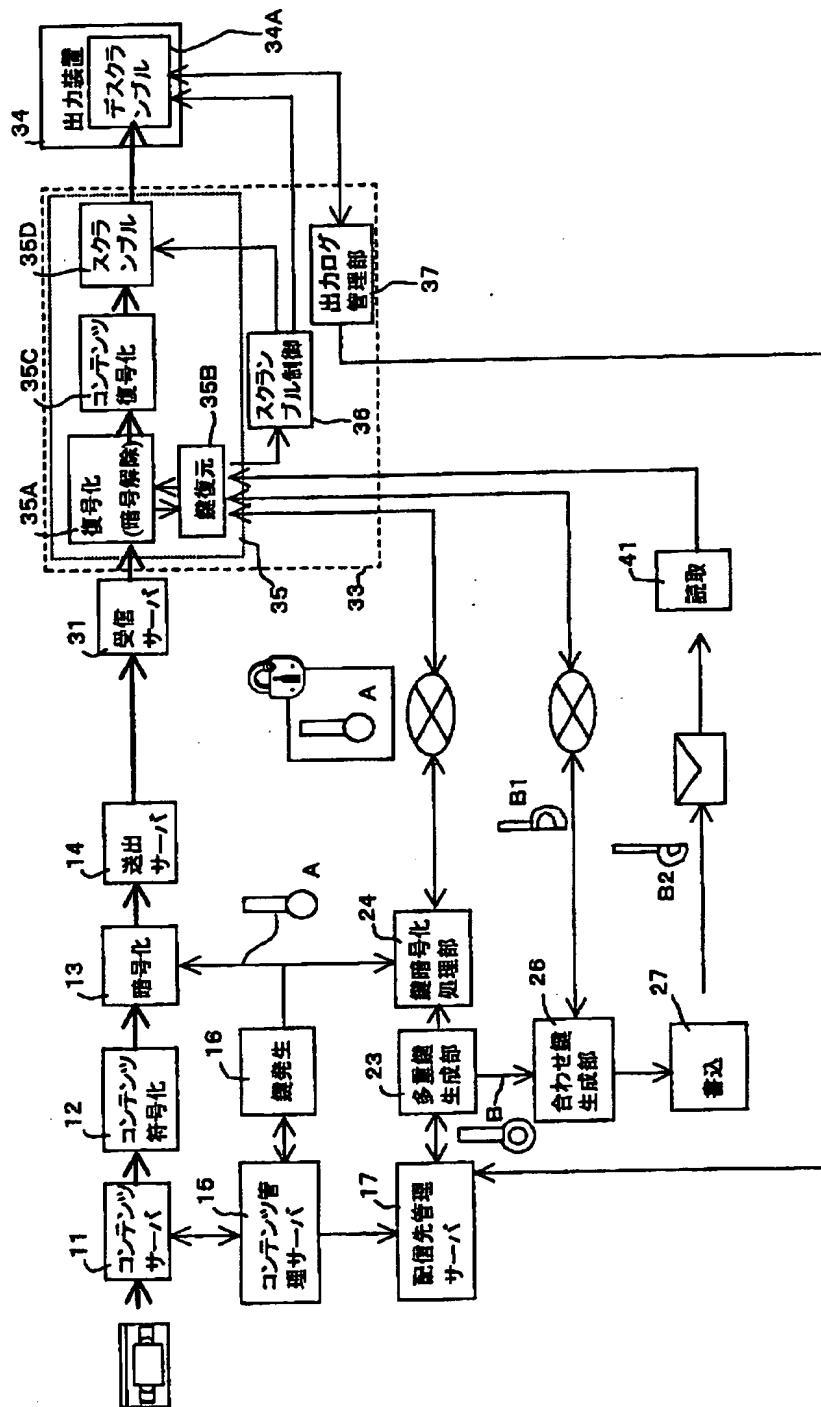 11
コンテンツ
サーバ
12
コンテンツ
符号化
13
暗号化
14
送出
サーバ
31
受信
サーバ
35A
復号化
(暗号解除)
35C
コンテンツ
復号化
35D
スクラ
ンブル
34
出力装置
デスクラ
ンブル
34A
35B
鍵復元
35
33
スクラン
ブル制御
36
出力ログ
管理部
37
15
コンテンツ管
理サーバ
16
鍵発生
A
A
17
配信先管理
サーバ
23
多重鍵
生成部
24
鍵暗号化
処理部
B
26
合わせ鍵
生成部
B1
27
書込
B2
41
読取